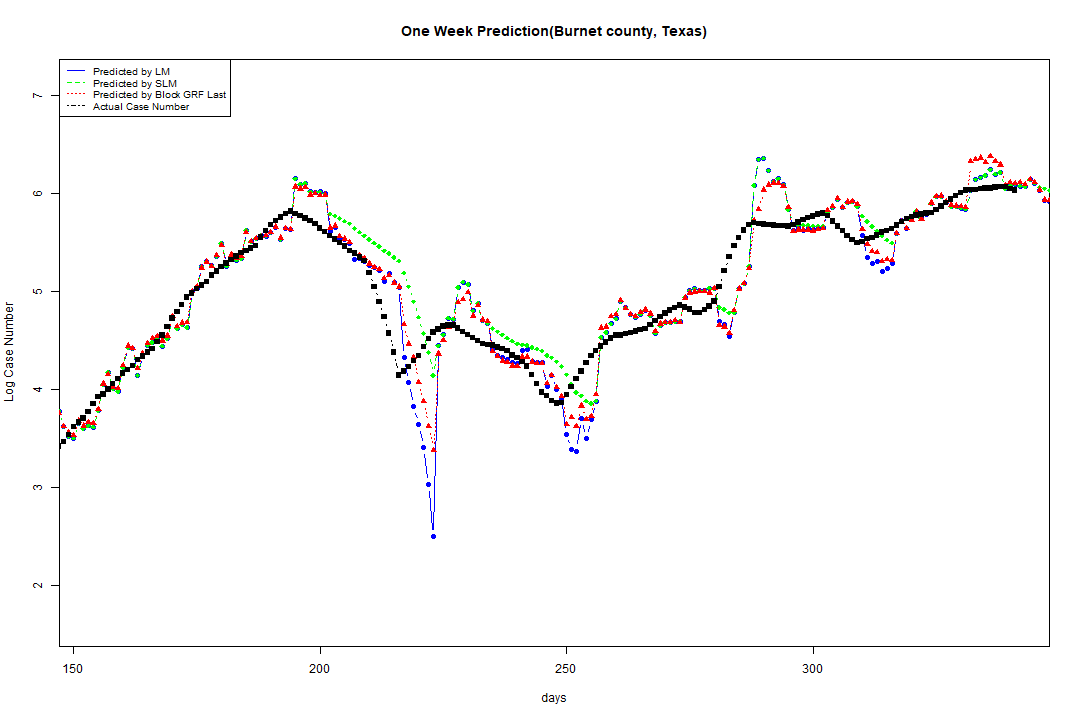 One Week Prediction(Burnet county, Texas)
Predicted by LM
Predicted by SLM
Predicted by Block GRF Last
Actual Case Number
7
6
5
4
3
2
Log Case Number
150 200 250 300
days